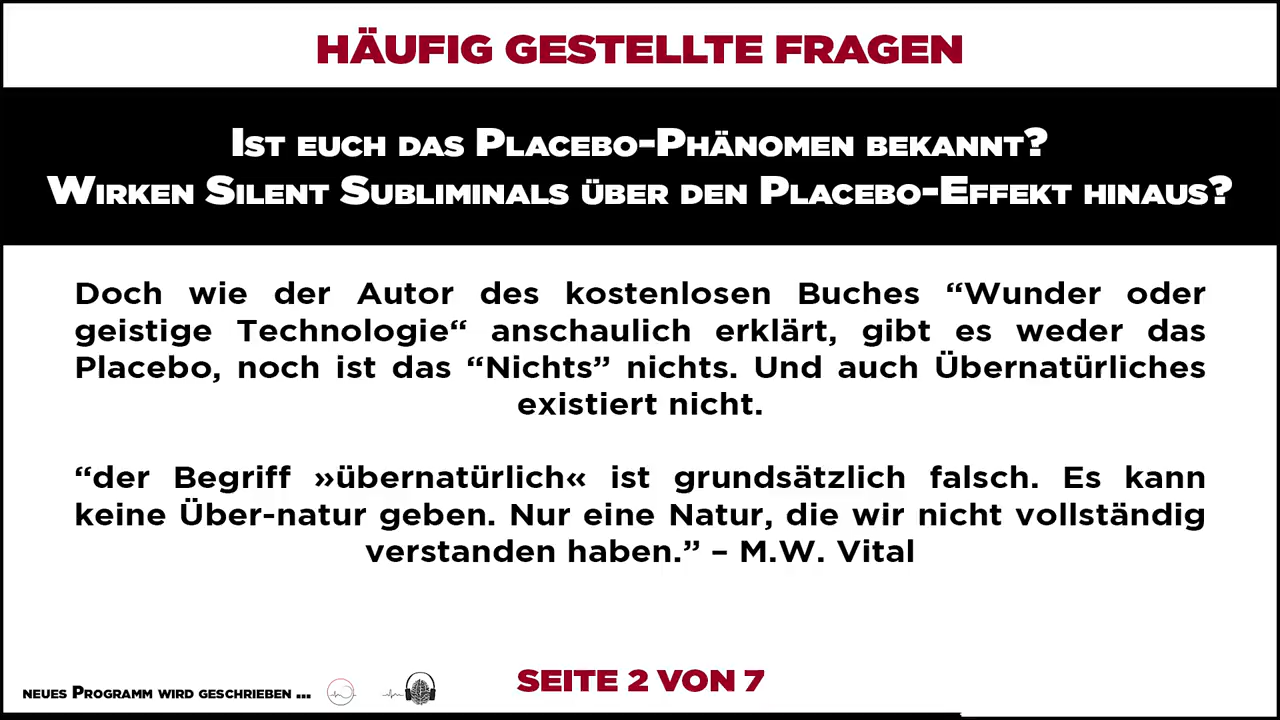 HÄUFIG GESTELLTE FRAGEN
Ist euch das Placebo-Phänomen bekannt?
Wirken Silent Subliminals über den Placebo-Effekt hinaus?
Doch wie der Autor des kostenlosen Buches “Wunder oder
geistige Technologie“ anschaulich erklärt, gibt es weder das
Placebo, noch ist das “Nichts” nichts. Und auch Übernatürliches
existiert nicht.
“der Begriff »übernatürlich« ist grundsätzlich falsch. Es kann
keine Über-natur geben. Nur eine Natur, die wir nicht vollständig
verstanden haben.” – M.W. Vital
SEITE 2 VON 7
neues Programm wird geschrieben ...